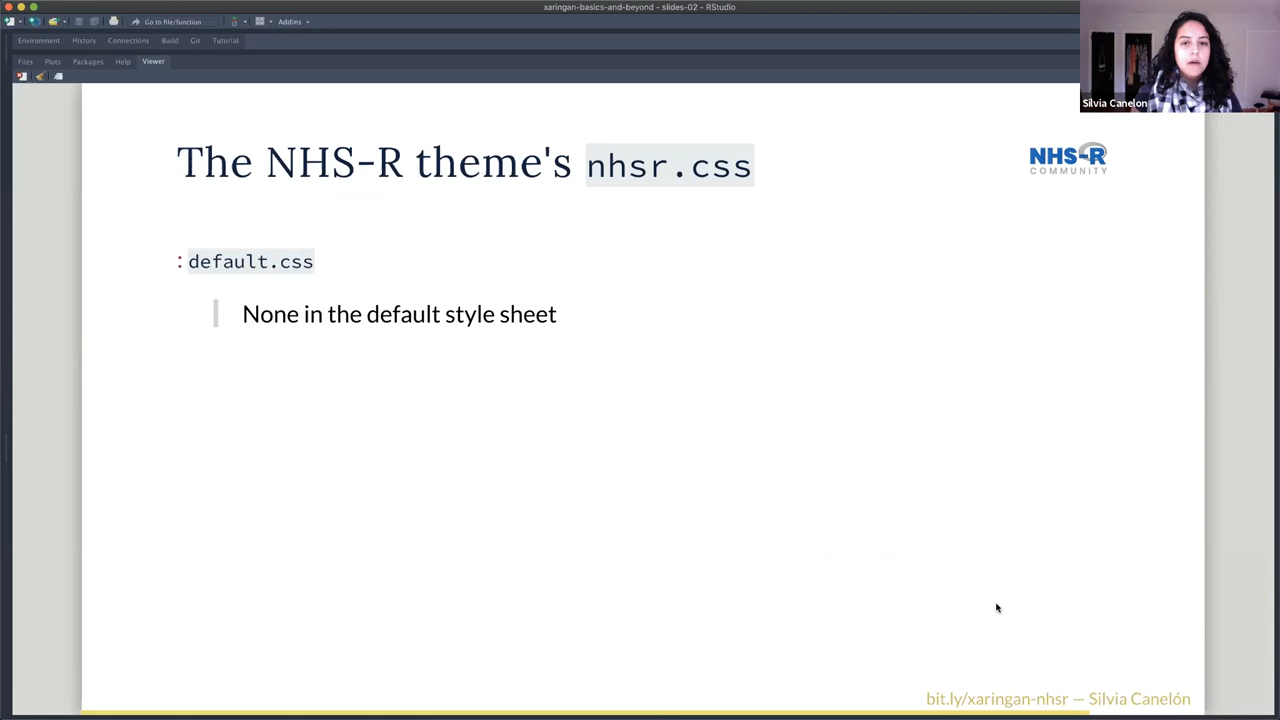 xaringan-basics-and-beyond - slides-02 - RStudio
Go to file/function
Addins
Environment History Connections Build Git Tutorial
Files Plots Packages Help Viewer
Silvia Canelon
The NHS-R theme's nhsr.css
NHS-R
COMMUNITY
: default.css
None in the default style sheet
bit.ly/xaringan-nhsr — Silvia Canelón